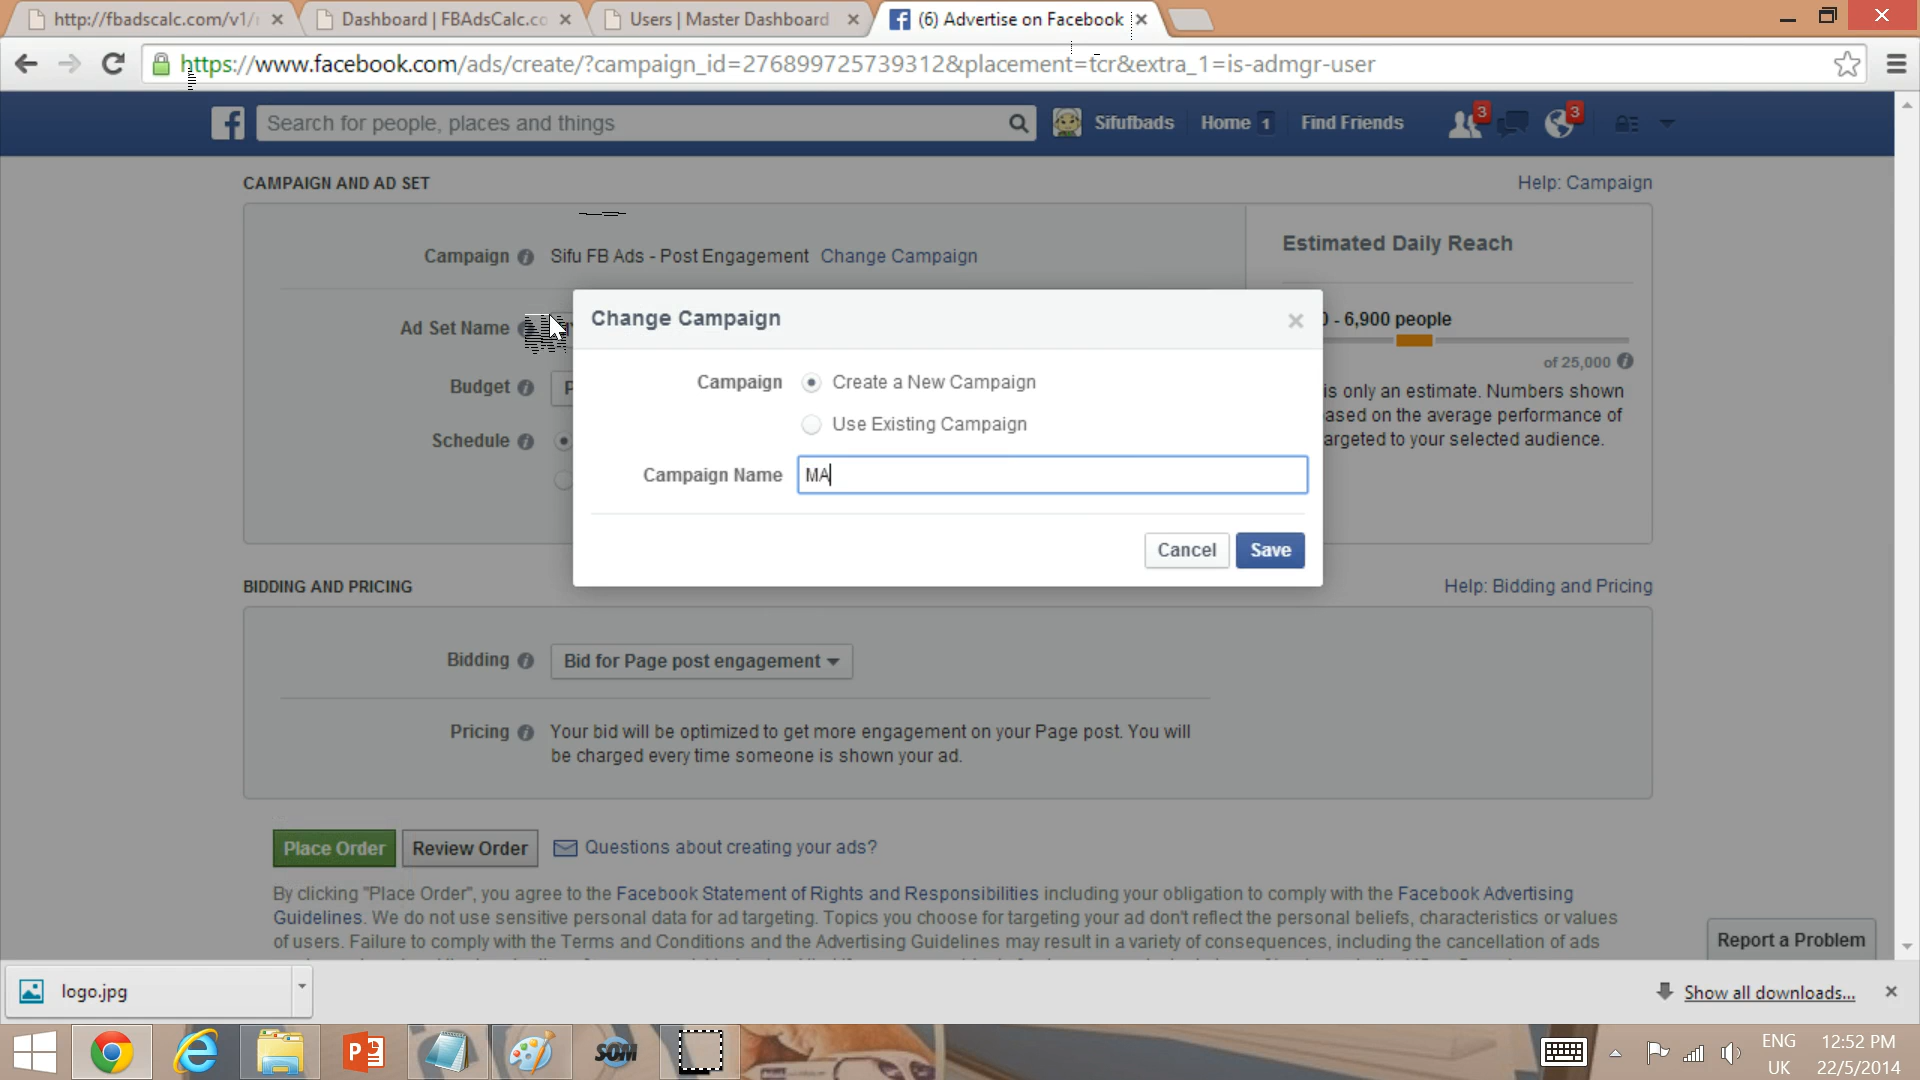 http://fbadscalc.com/v1/
Dashboard | FBAdsCalc.co
Users | Master Dashboard
(6) Advertise on Facebook
https://www.facebook.com/ads/create/?campaign_id=276899725739312&placement=tcr&extra_1=is-admgr-user
Search for people, places and things
Sifufbads
Home 1
Find Friends
3
3
CAMPAIGN AND AD SET
Help: Campaign
Campaign
Sifu FB Ads - Post Engagement
Change Campaign
Estimated Daily Reach
Ad Set Name
Budget
Schedule
0 - 6,900 people
of 25,000
is only an estimate. Numbers shown
ased on the average performance of
argeted to your selected audience.
Change Campaign
Campaign
Create a New Campaign
Use Existing Campaign
Campaign Name
MA
Cancel
Save
BIDDING AND PRICING
Help: Bidding and Pricing
Bidding
Bid for Page post engagement
Pricing
Your bid will be optimized to get more engagement on your Page post. You will
be charged every time someone is shown your ad.
Place Order
Review Order
Questions about creating your ads?
By clicking "Place Order", you agree to the Facebook Statement of Rights and Responsibilities including your obligation to comply with the Facebook Advertising
Guidelines. We do not use sensitive personal data for ad targeting. Topics you choose for targeting your ad don't reflect the personal beliefs, characteristics or values
of users. Failure to comply with the Terms and Conditions and the Advertising Guidelines may result in a variety of consequences, including the cancellation of ads
Report a Problem
logo.jpg
Show all downloads...
SOM
ENG
UK
12:52 PM
22/5/2014